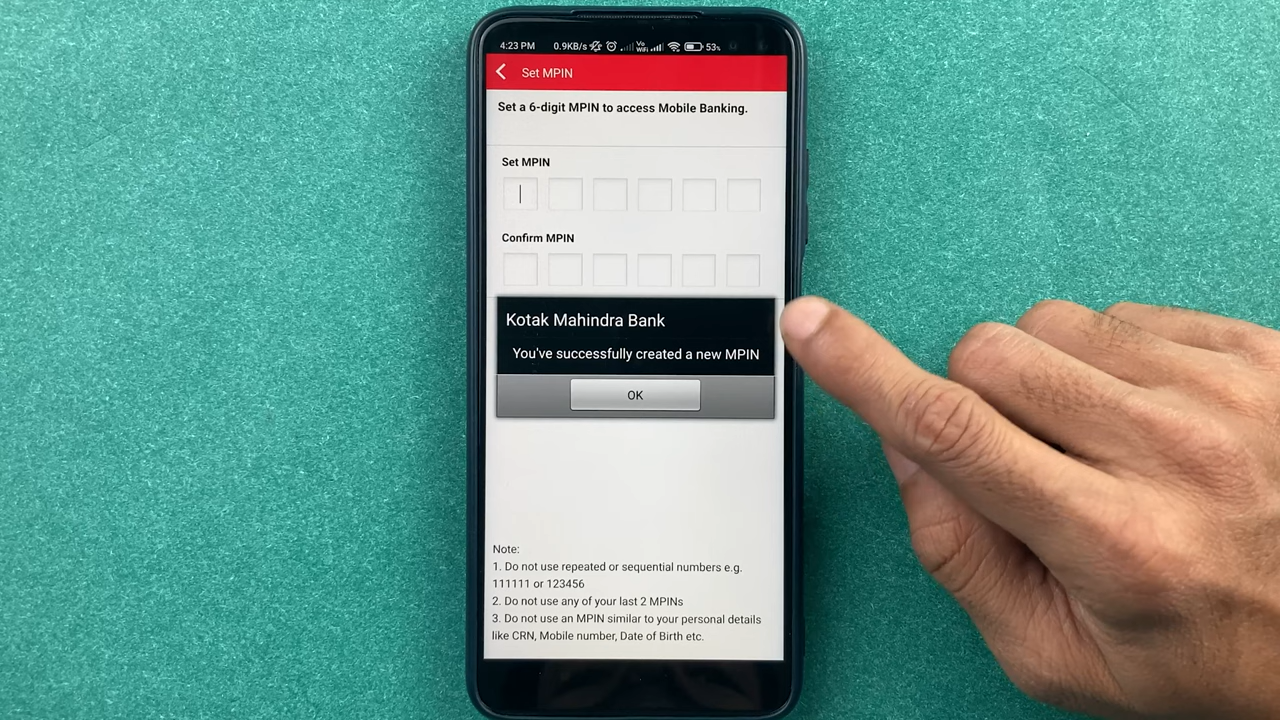 4:23 PM 0.9KB/s Vo WiFi 53%
Set MPIN
Set a 6-digit MPIN to access Mobile Banking.
Set MPIN
Confirm MPIN
Kotak Mahindra Bank
You've successfully created a new MPIN
OK
Note:
1. Do not use repeated or sequential numbers e.g.
111111 or 123456
2. Do not use any of your last 2 MPINs
3. Do not use an MPIN similar to your personal details
like CRN, Mobile number, Date of Birth etc.